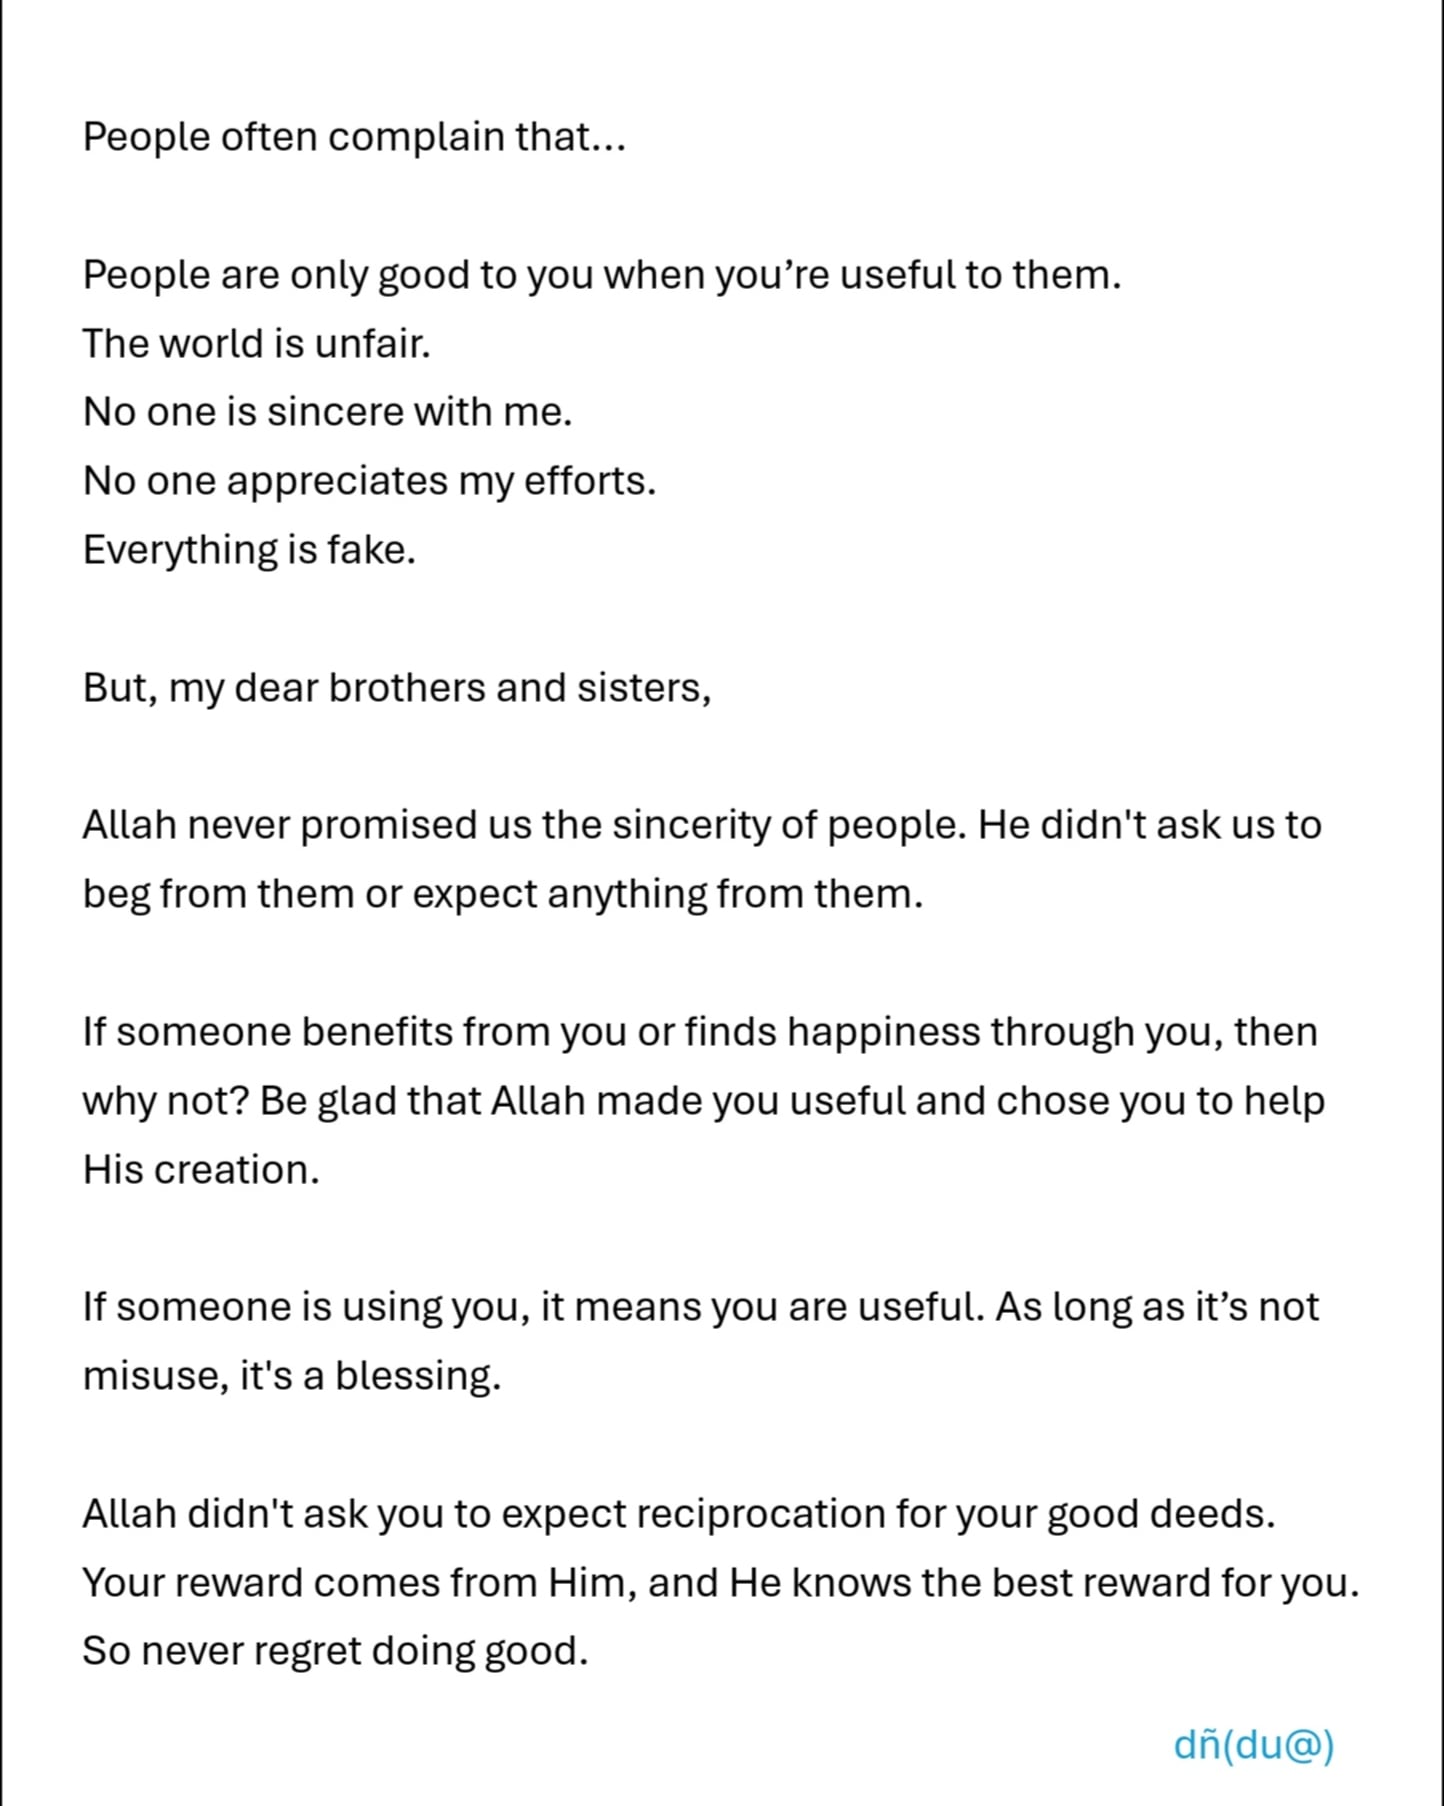 People often complain that...
People are only good to you when you’re useful to them.
The world is unfair.
No one is sincere with me.
No one appreciates my efforts.
Everything is fake.
But, my dear brothers and sisters,
Allah never promised us the sincerity of people. He didn't ask us to
beg from them or expect anything from them.
If someone benefits from you or finds happiness through you, then
why not? Be glad that Allah made you useful and chose you to help
His creation.
If someone is using you, it means you are useful. As long as it’s not
misuse, it's a blessing.
Allah didn't ask you to expect reciprocation for your good deeds.
Your reward comes from Him, and He knows the best reward for you.
So never regret doing good.
dñ(du@)